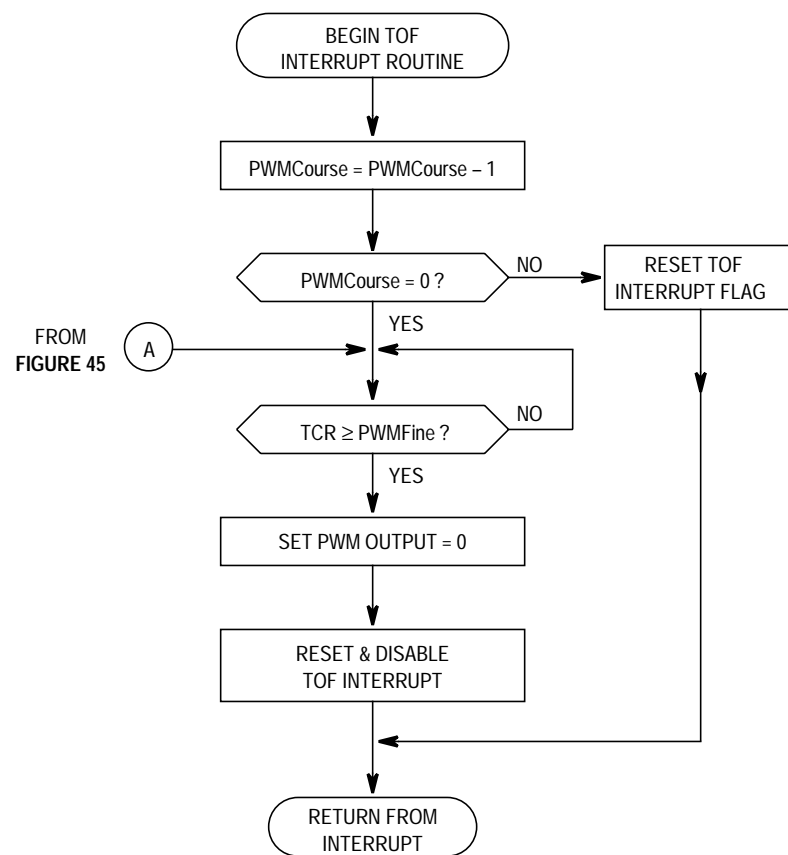 BEGIN TOF
INTERRUPT ROUTINE
PWMCourse = PWMCourse – 1
PWMCourse = 0 ?
NO
RESET TOF
INTERRUPT FLAG
YES
FROM
FIGURE 45
A
TCR ≥ PWMFine ?
NO
YES
SET PWM OUTPUT = 0
RESET & DISABLE
TOF INTERRUPT
RETURN FROM
INTERRUPT